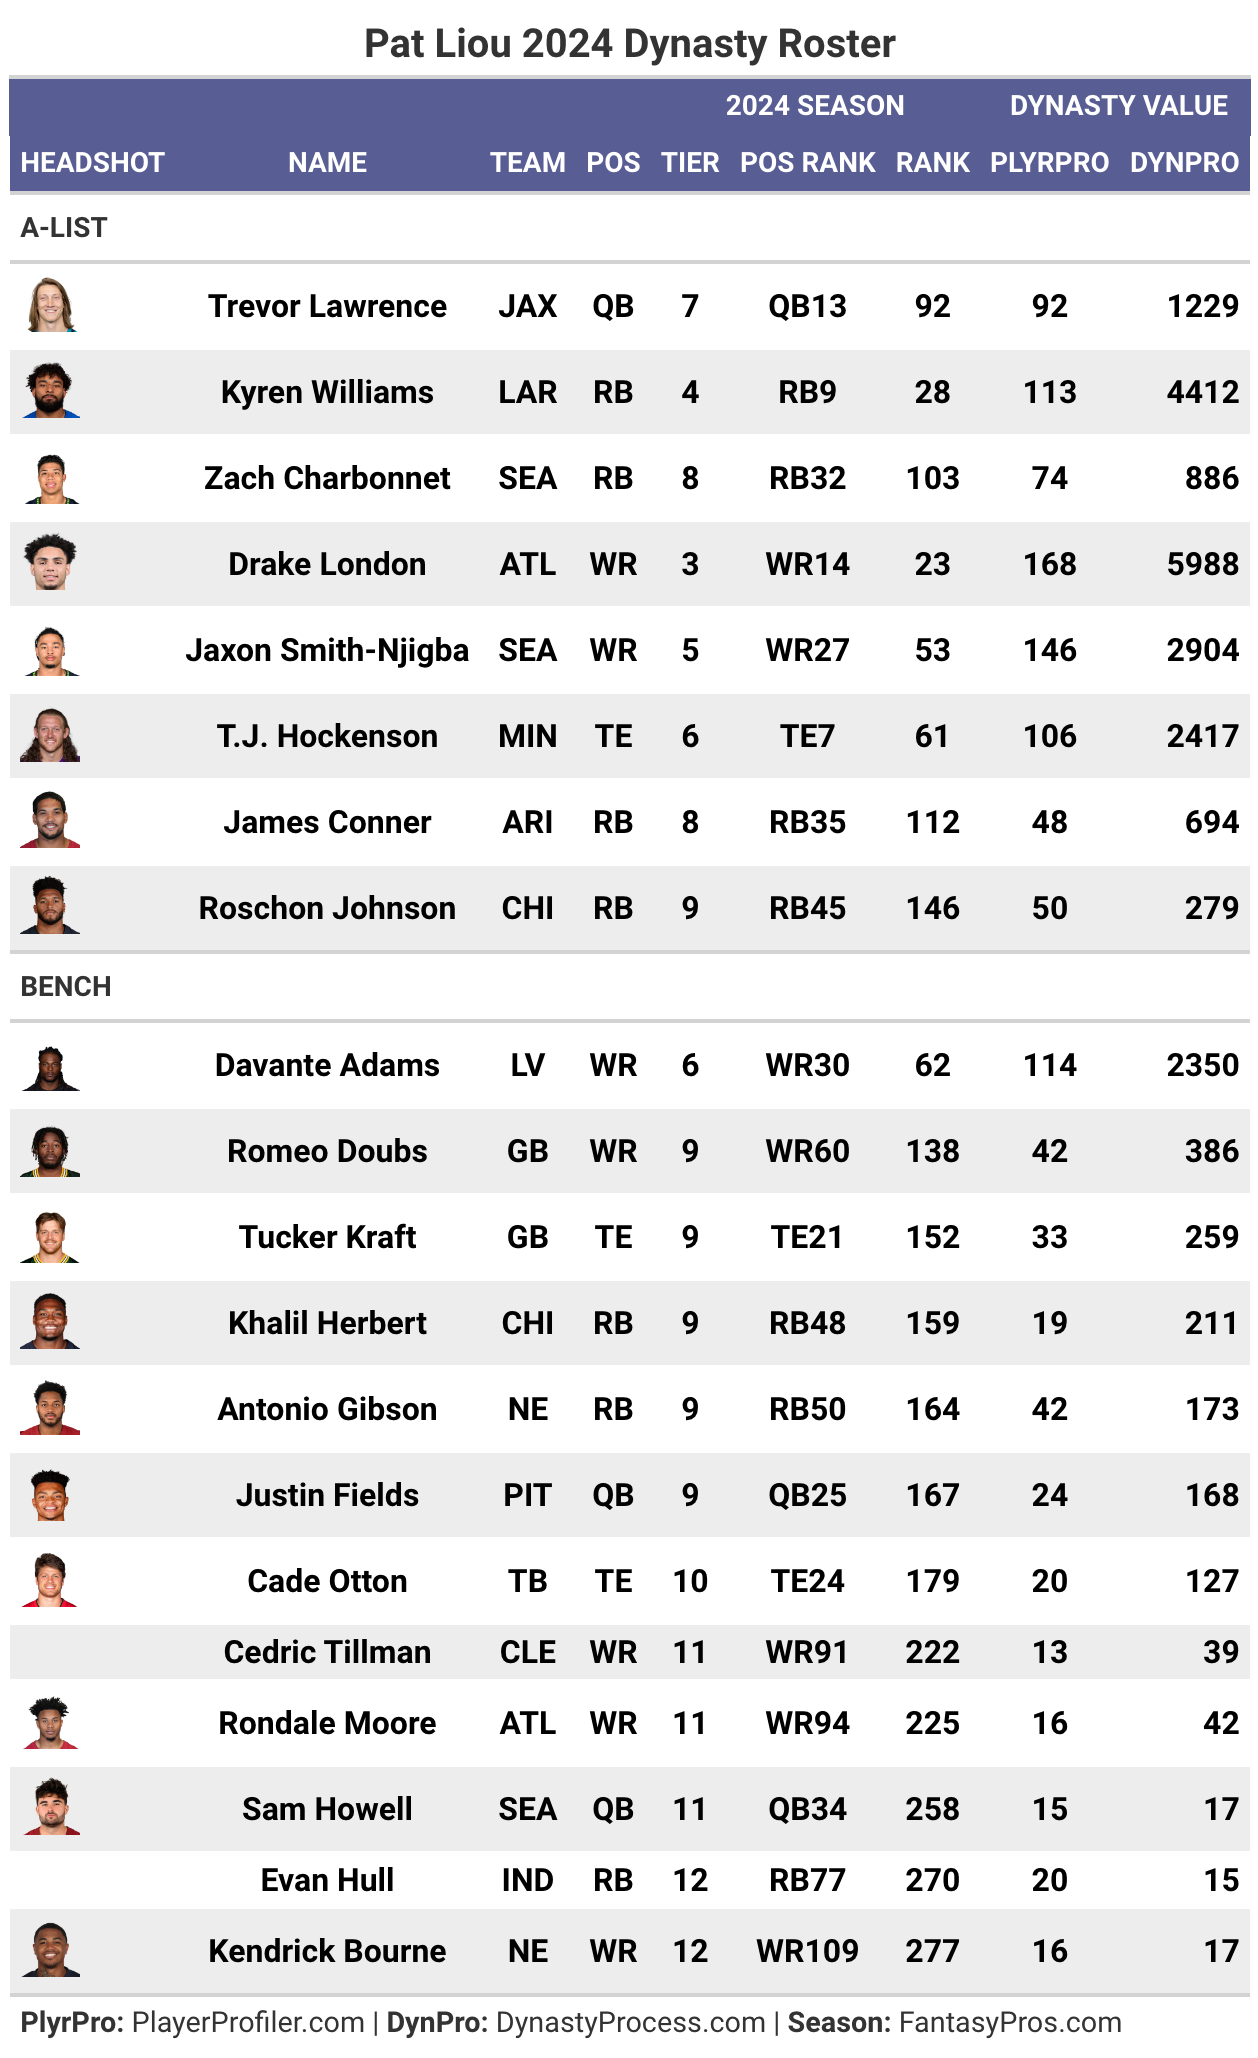 Pat Liou 2024 Dynasty Roster
2024 SEASON DYNASTY VALUE
HEADSHOT NAME TEAM POS TIER POS RANK RANK PLYRPRO DYNPRO
A-LIST
Trevor Lawrence JAX QB 7 QB13 92 92 1229
Kyren Williams LAR RB 4 RB9 28 113 4412
Zach Charbonnet SEA RB 8 RB32 103 74 886
Drake London ATL WR 3 WR14 23 168 5988
Jaxon Smith-Njigba SEA WR 5 WR27 53 146 2904
T.J. Hockenson MIN TE 6 TE7 61 106 2417
James Conner ARI RB 8 RB35 112 48 694
Roschon Johnson CHI RB 9 RB45 146 50 279
BENCH
Davante Adams LV WR 6 WR30 62 114 2350
Romeo Doubs GB WR 9 WR60 138 42 386
Tucker Kraft GB TE 9 TE21 152 33 259
Khalil Herbert CHI RB 9 RB48 159 19 211
Antonio Gibson NE RB 9 RB50 164 42 173
Justin Fields PIT QB 9 QB25 167 24 168
Cade Otton TB TE 10 TE24 179 20 127
Cedric Tillman CLE WR 11 WR91 222 13 39
Rondale Moore ATL WR 11 WR94 225 16 42
Sam Howell SEA QB 11 QB34 258 15 17
Evan Hull IND RB 12 RB77 270 20 15
Kendrick Bourne NE WR 12 WR109 277 16 17
PlyrPro: PlayerProfiler.com | DynPro: DynastyProcess.com | Season: FantasyPros.com